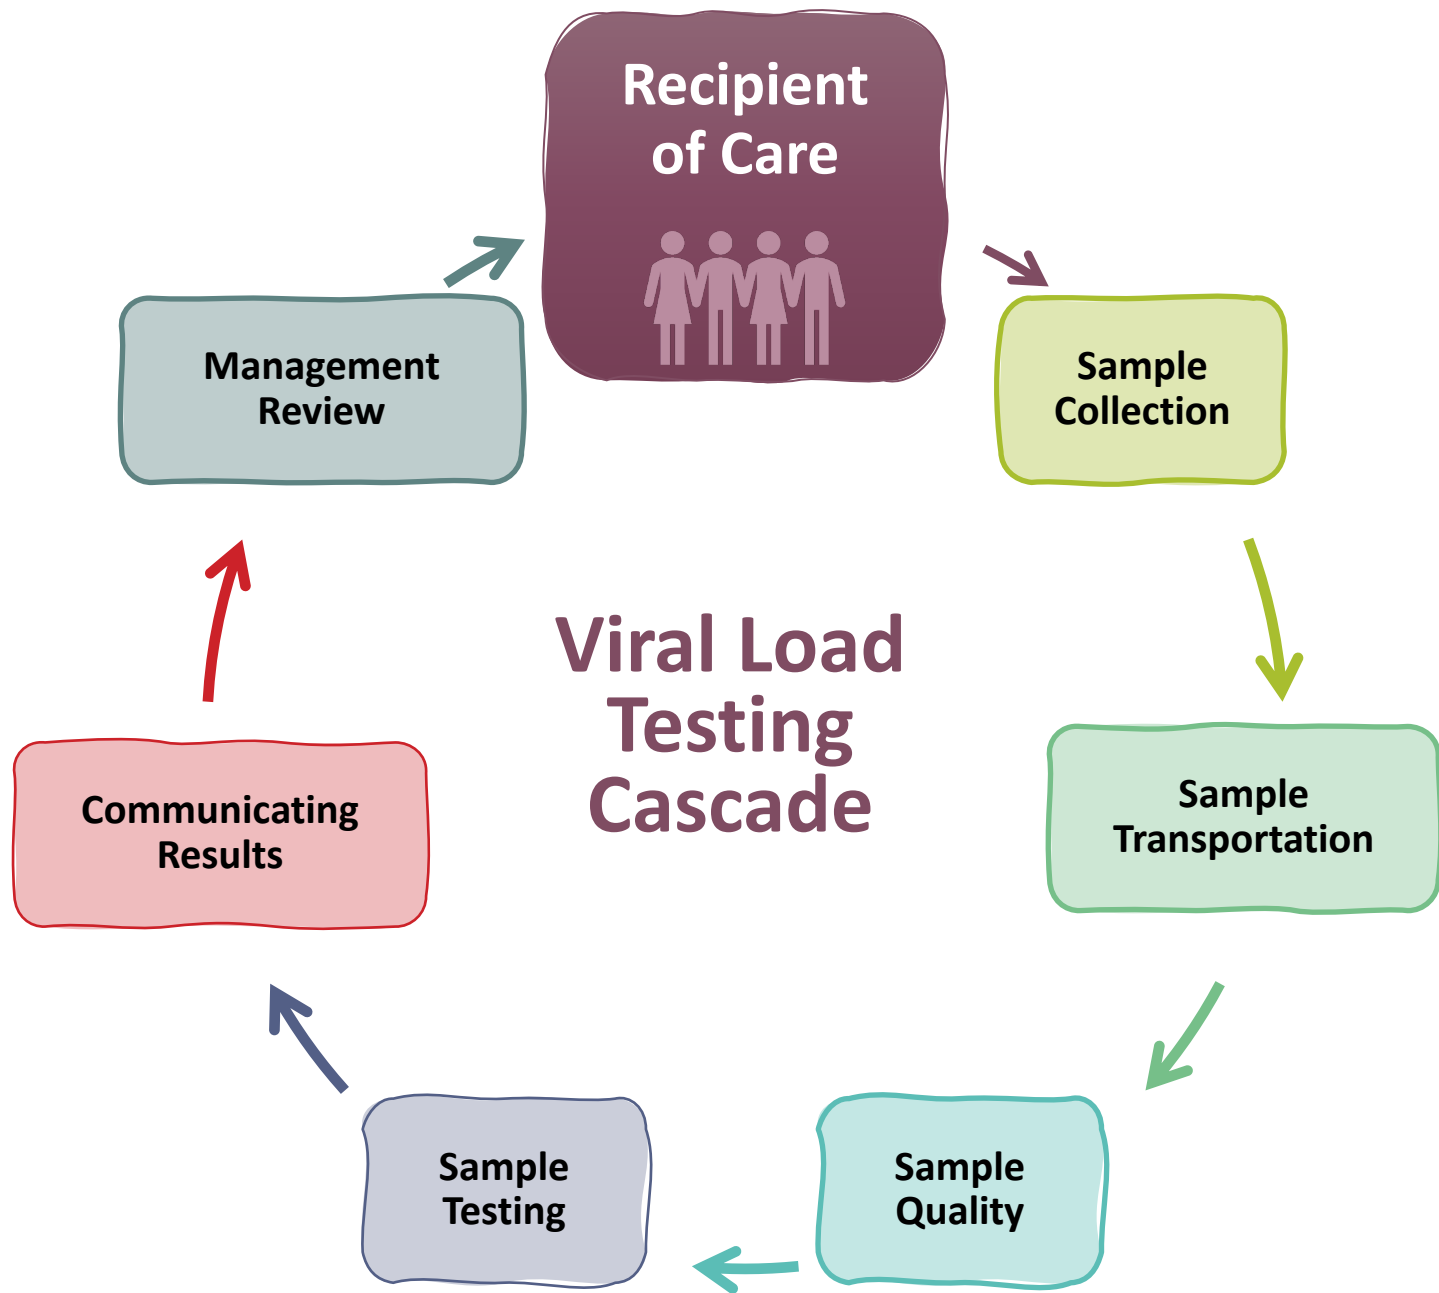 Recipient
of Care
Sample
Collection
Sample
Transportation
Sample
Quality
Sample
Testing
Communicating
Results
Management
Review
Viral Load
Testing
Cascade